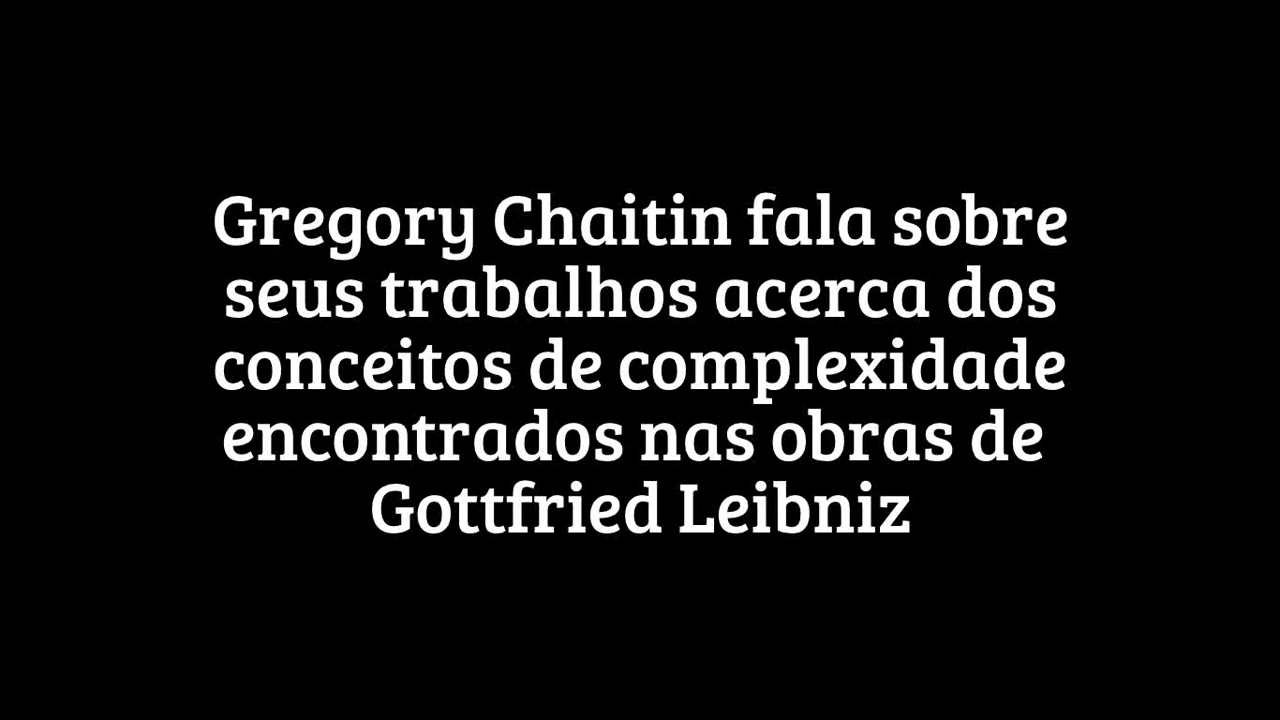 Gregory Chaitin fala sobre
seus trabalhos acerca dos
conceitos de complexidade
encontrados nas obras de
Gottfried Leibniz